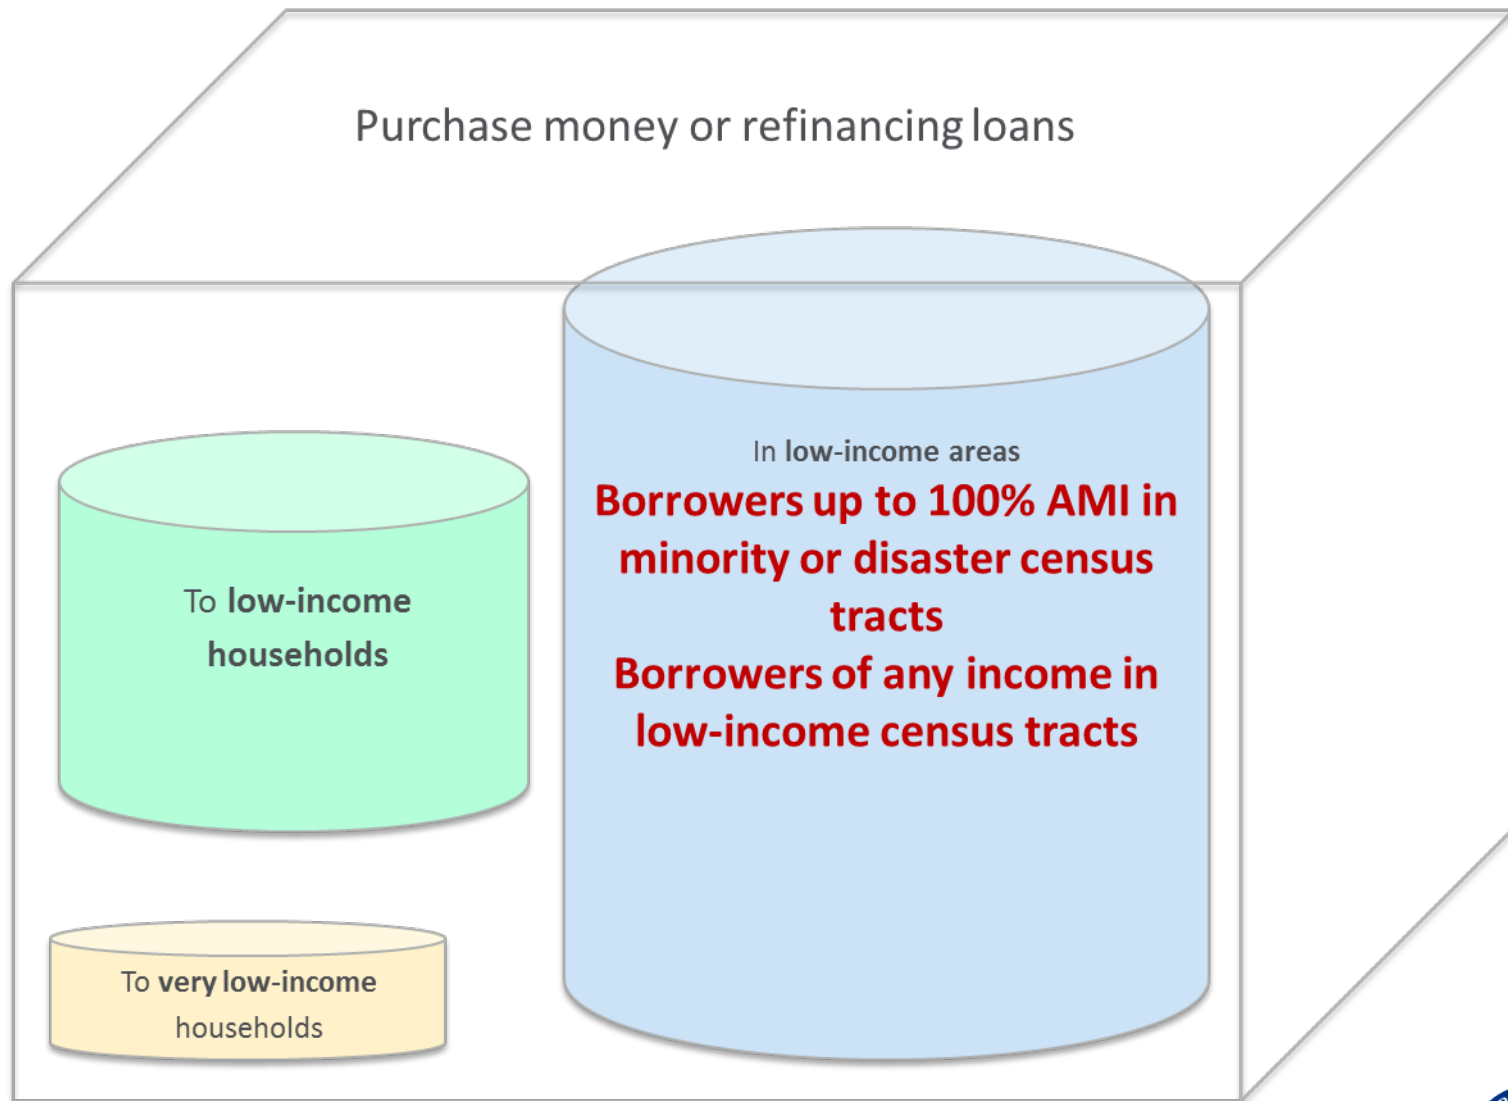 Purchase money or refinancing loans
In low-income areas
Borrowers up to 100% AMI in
minority or disaster census
tracts
Borrowers of any income in
low-income census tracts
To low-income
households
To very low-income
households